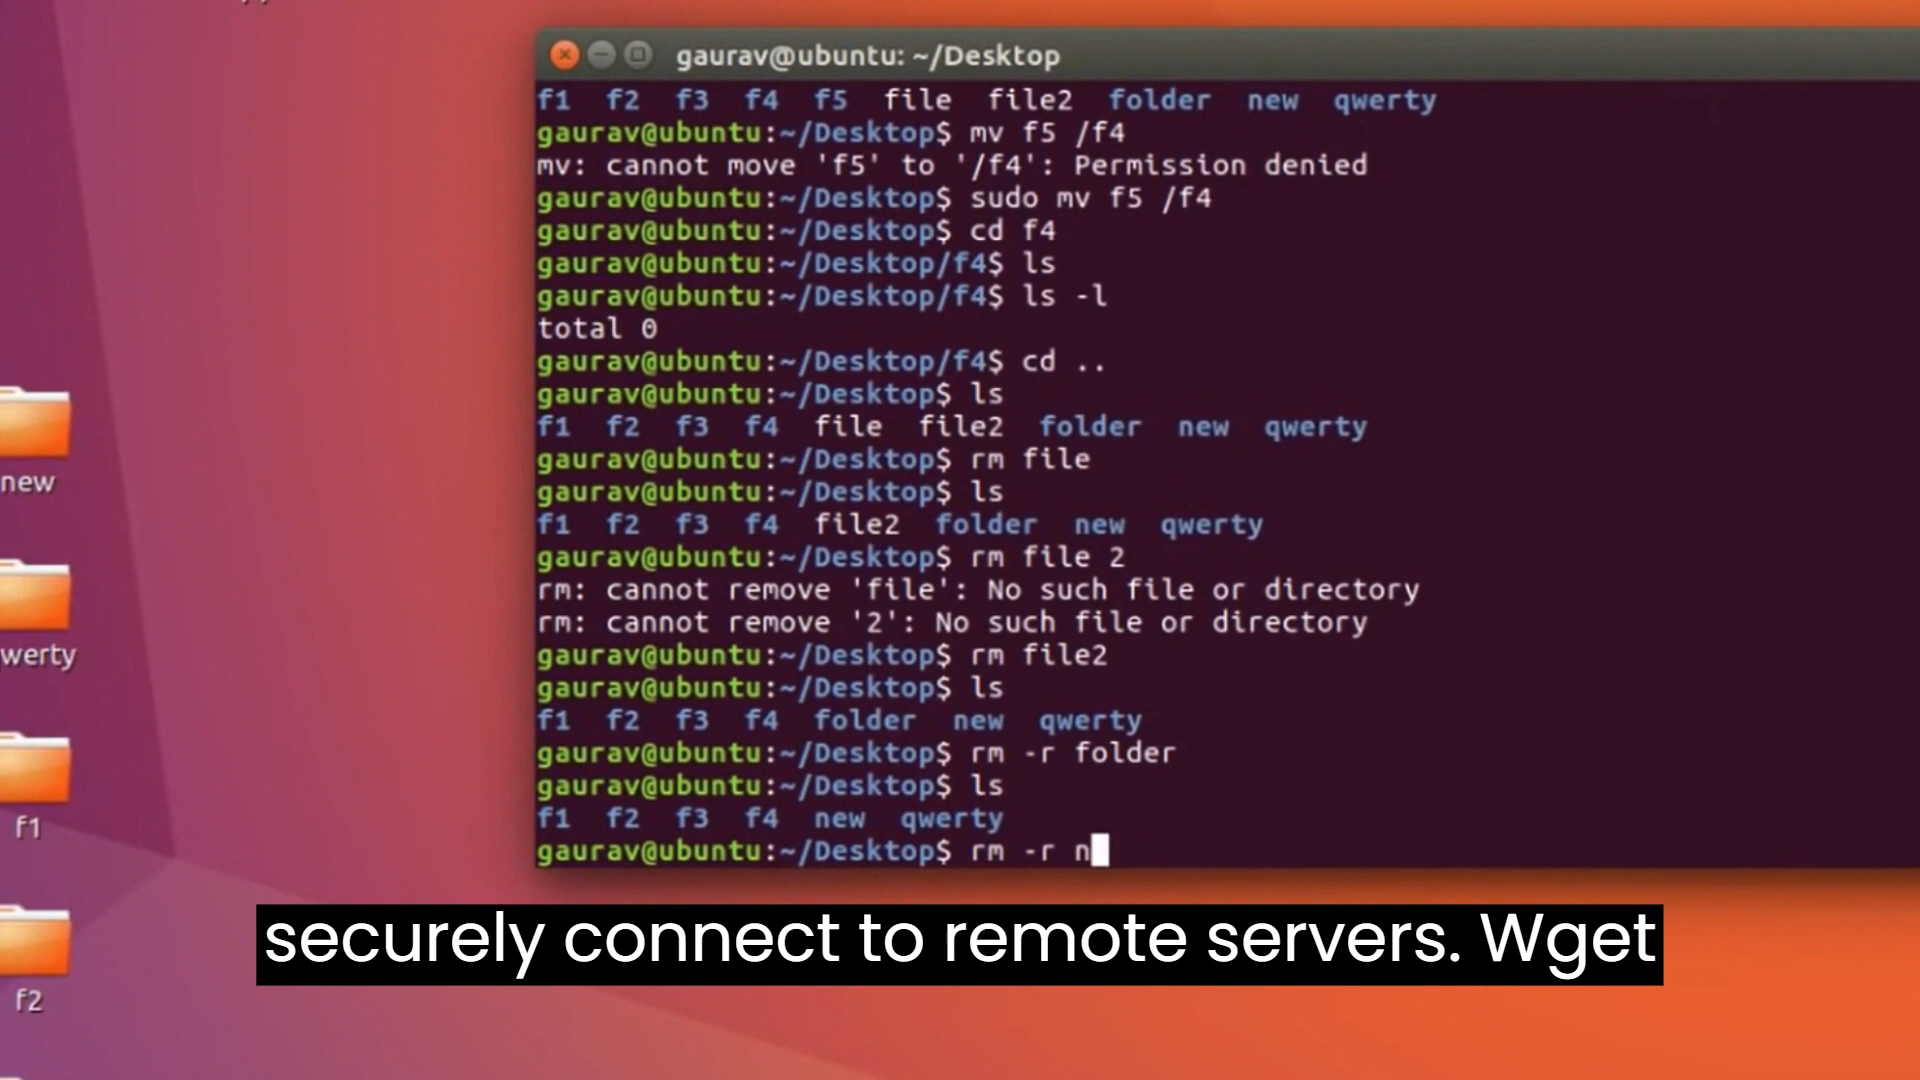 gaurav@ubuntu: ~/Desktop
f1 f2 f3 f4 f5 file file2 folder new qwerty
gaurav@ubuntu:~/Desktop$ mv f5 /f4
mv: cannot move 'f5' to '/f4': Permission denied
gaurav@ubuntu:~/Desktop$ sudo mv f5 /f4
gaurav@ubuntu:~/Desktop$ cd f4
gaurav@ubuntu:~/Desktop/f4$ ls
gaurav@ubuntu:~/Desktop/f4$ ls -l
total 0
gaurav@ubuntu:~/Desktop/f4$ cd ..
gaurav@ubuntu:~/Desktop$ ls
f1 f2 f3 f4 file file2 folder new qwerty
gaurav@ubuntu:~/Desktop$ rm file
gaurav@ubuntu:~/Desktop$ ls
f1 f2 f3 f4 file2 folder new qwerty
gaurav@ubuntu:~/Desktop$ rm file 2
rm: cannot remove 'file': No such file or directory
rm: cannot remove '2': No such file or directory
gaurav@ubuntu:~/Desktop$ rm file2
gaurav@ubuntu:~/Desktop$ ls
f1 f2 f3 f4 folder new qwerty
gaurav@ubuntu:~/Desktop$ rm -r folder
gaurav@ubuntu:~/Desktop$ ls
f1 f2 f3 f4 new qwerty
gaurav@ubuntu:~/Desktop$ rm -r n
new
werty
f1
f2
securely connect to remote servers. Wget